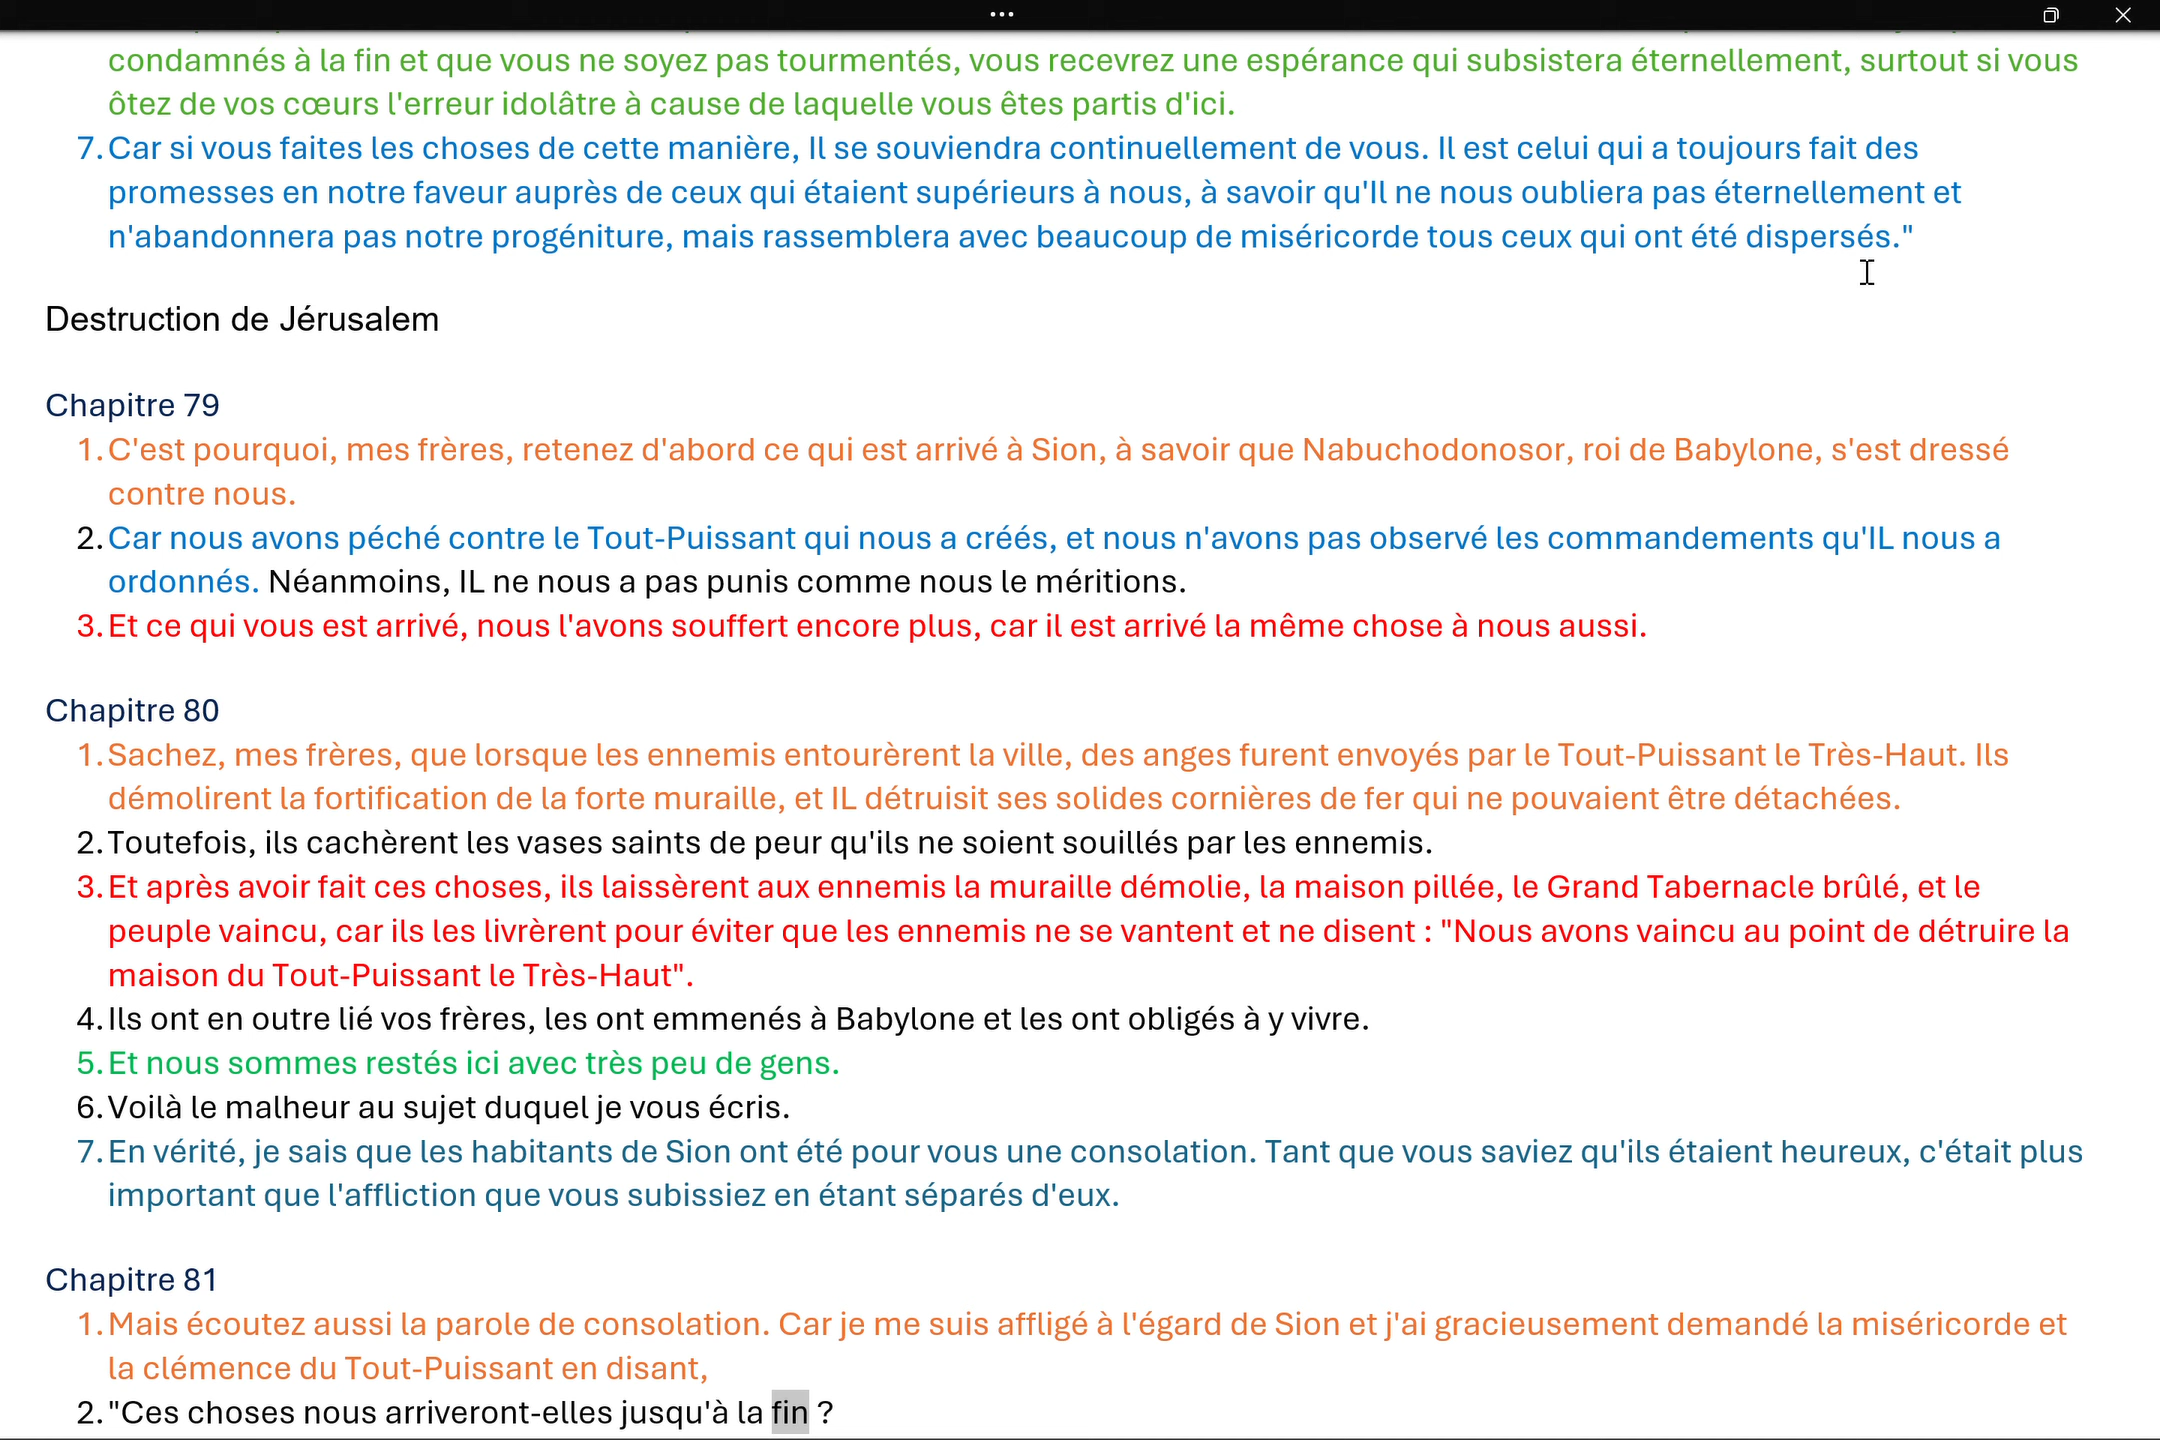 condamnés à la fin et que vous ne soyez pas tourmentés, vous recevrez une espérance qui subsistera éternellement, surtout si vous
ôtez de vos cœurs l'erreur idolâtre à cause de laquelle vous êtes partis d'ici.
7. Car si vous faites les choses de cette manière, Il se souviendra continuellement de vous. Il est celui qui a toujours fait des
promesses en notre faveur auprès de ceux qui étaient supérieurs à nous, à savoir qu'Il ne nous oubliera pas éternellement et
n'abandonnera pas notre progéniture, mais rassemblera avec beaucoup de miséricorde tous ceux qui ont été dispersés."
Destruction de Jérusalem
Chapitre 79
1. C'est pourquoi, mes frères, retenez d'abord ce qui est arrivé à Sion, à savoir que Nabuchodonosor, roi de Babylone, s'est dressé
contre nous.
2. Car nous avons péché contre le Tout-Puissant qui nous a créés, et nous n'avons pas observé les commandements qu'IL nous a
ordonnés. Néanmoins, IL ne nous a pas punis comme nous le méritions.
3. Et ce qui vous est arrivé, nous l'avons souffert encore plus, car il est arrivé la même chose à nous aussi.
Chapitre 80
1. Sachez, mes frères, que lorsque les ennemis entourèrent la ville, des anges furent envoyés par le Tout-Puissant le Très-Haut. Ils
démolirent la fortification de la forte muraille, et IL détruisit ses solides cornières de fer qui ne pouvaient être détachées.
2. Toutefois, ils cachèrent les vases saints de peur qu'ils ne soient souillés par les ennemis.
3. Et après avoir fait ces choses, ils laissèrent aux ennemis la muraille démolie, la maison pillée, le Grand Tabernacle brûlé, et le
peuple vaincu, car ils les livrèrent pour éviter que les ennemis ne se vantent et ne disent : "Nous avons vaincu au point de détruire la
maison du Tout-Puissant le Très-Haut".
4. Ils ont en outre lié vos frères, les ont emmenés à Babylone et les ont obligés à y vivre.
5. Et nous sommes restés ici avec très peu de gens.
6. Voilà le malheur au sujet duquel je vous écris.
7. En vérité, je sais que les habitants de Sion ont été pour vous une consolation. Tant que vous saviez qu'ils étaient heureux, c'était plus
important que l'affliction que vous subissiez en étant séparés d'eux.
Chapitre 81
1. Mais écoutez aussi la parole de consolation. Car je me suis affligé à l'égard de Sion et j'ai gracieusement demandé la miséricorde et
la clémence du Tout-Puissant en disant,
2. "Ces choses nous arriveront-elles jusqu'à la fin ?